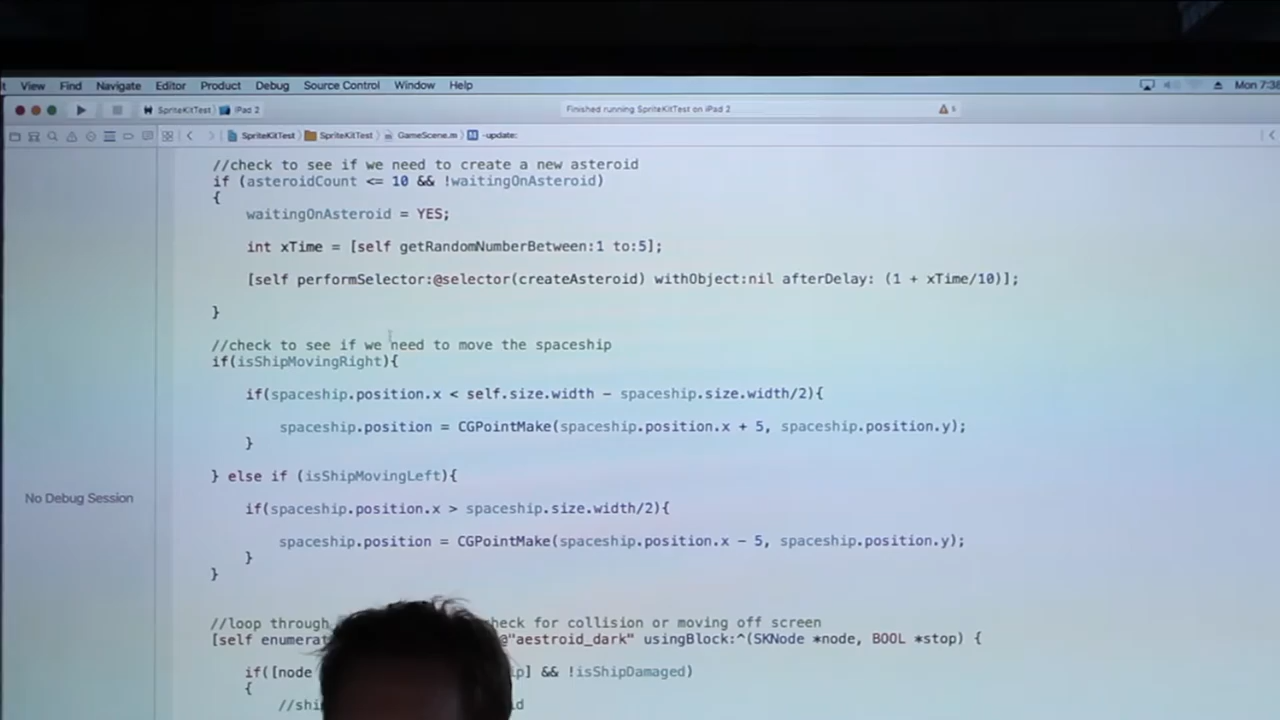 View Find Navigate Editor Product Debug Source Control Window Help Mon 7:38
SpriteKitTest iPad 2 Finished running SpriteKitTest on iPad 2
SpriteKitTest SpriteKitTest GameScene.m -update:
//check to see if we need to create a new asteroid
if (asteroidCount <= 10 && !waitingOnAsteroid)
{
waitingOnAsteroid = YES;
int xTime = [self getRandomNumberBetween:1 to:5];
[self performSelector:@selector(createAsteroid) withObject:nil afterDelay: (1 + xTime/10)];
}
//check to see if we need to move the spaceship
if(isShipMovingRight){
if(spaceship.position.x < self.size.width - spaceship.size.width/2){
spaceship.position = CGPointMake(spaceship.position.x + 5, spaceship.position.y);
}
} else if (isShipMovingLeft){
if(spaceship.position.x > spaceship.size.width/2){
No Debug Session
spaceship.position = CGPointMake(spaceship.position.x - 5, spaceship.position.y);
}
}
//loop through check for collision or moving off screen
[self enumerat @"aestroid_dark" usingBlock:^(SKNode *node, BOOL *stop) {
if([node ip] && !isShipDamaged)
{
//shi